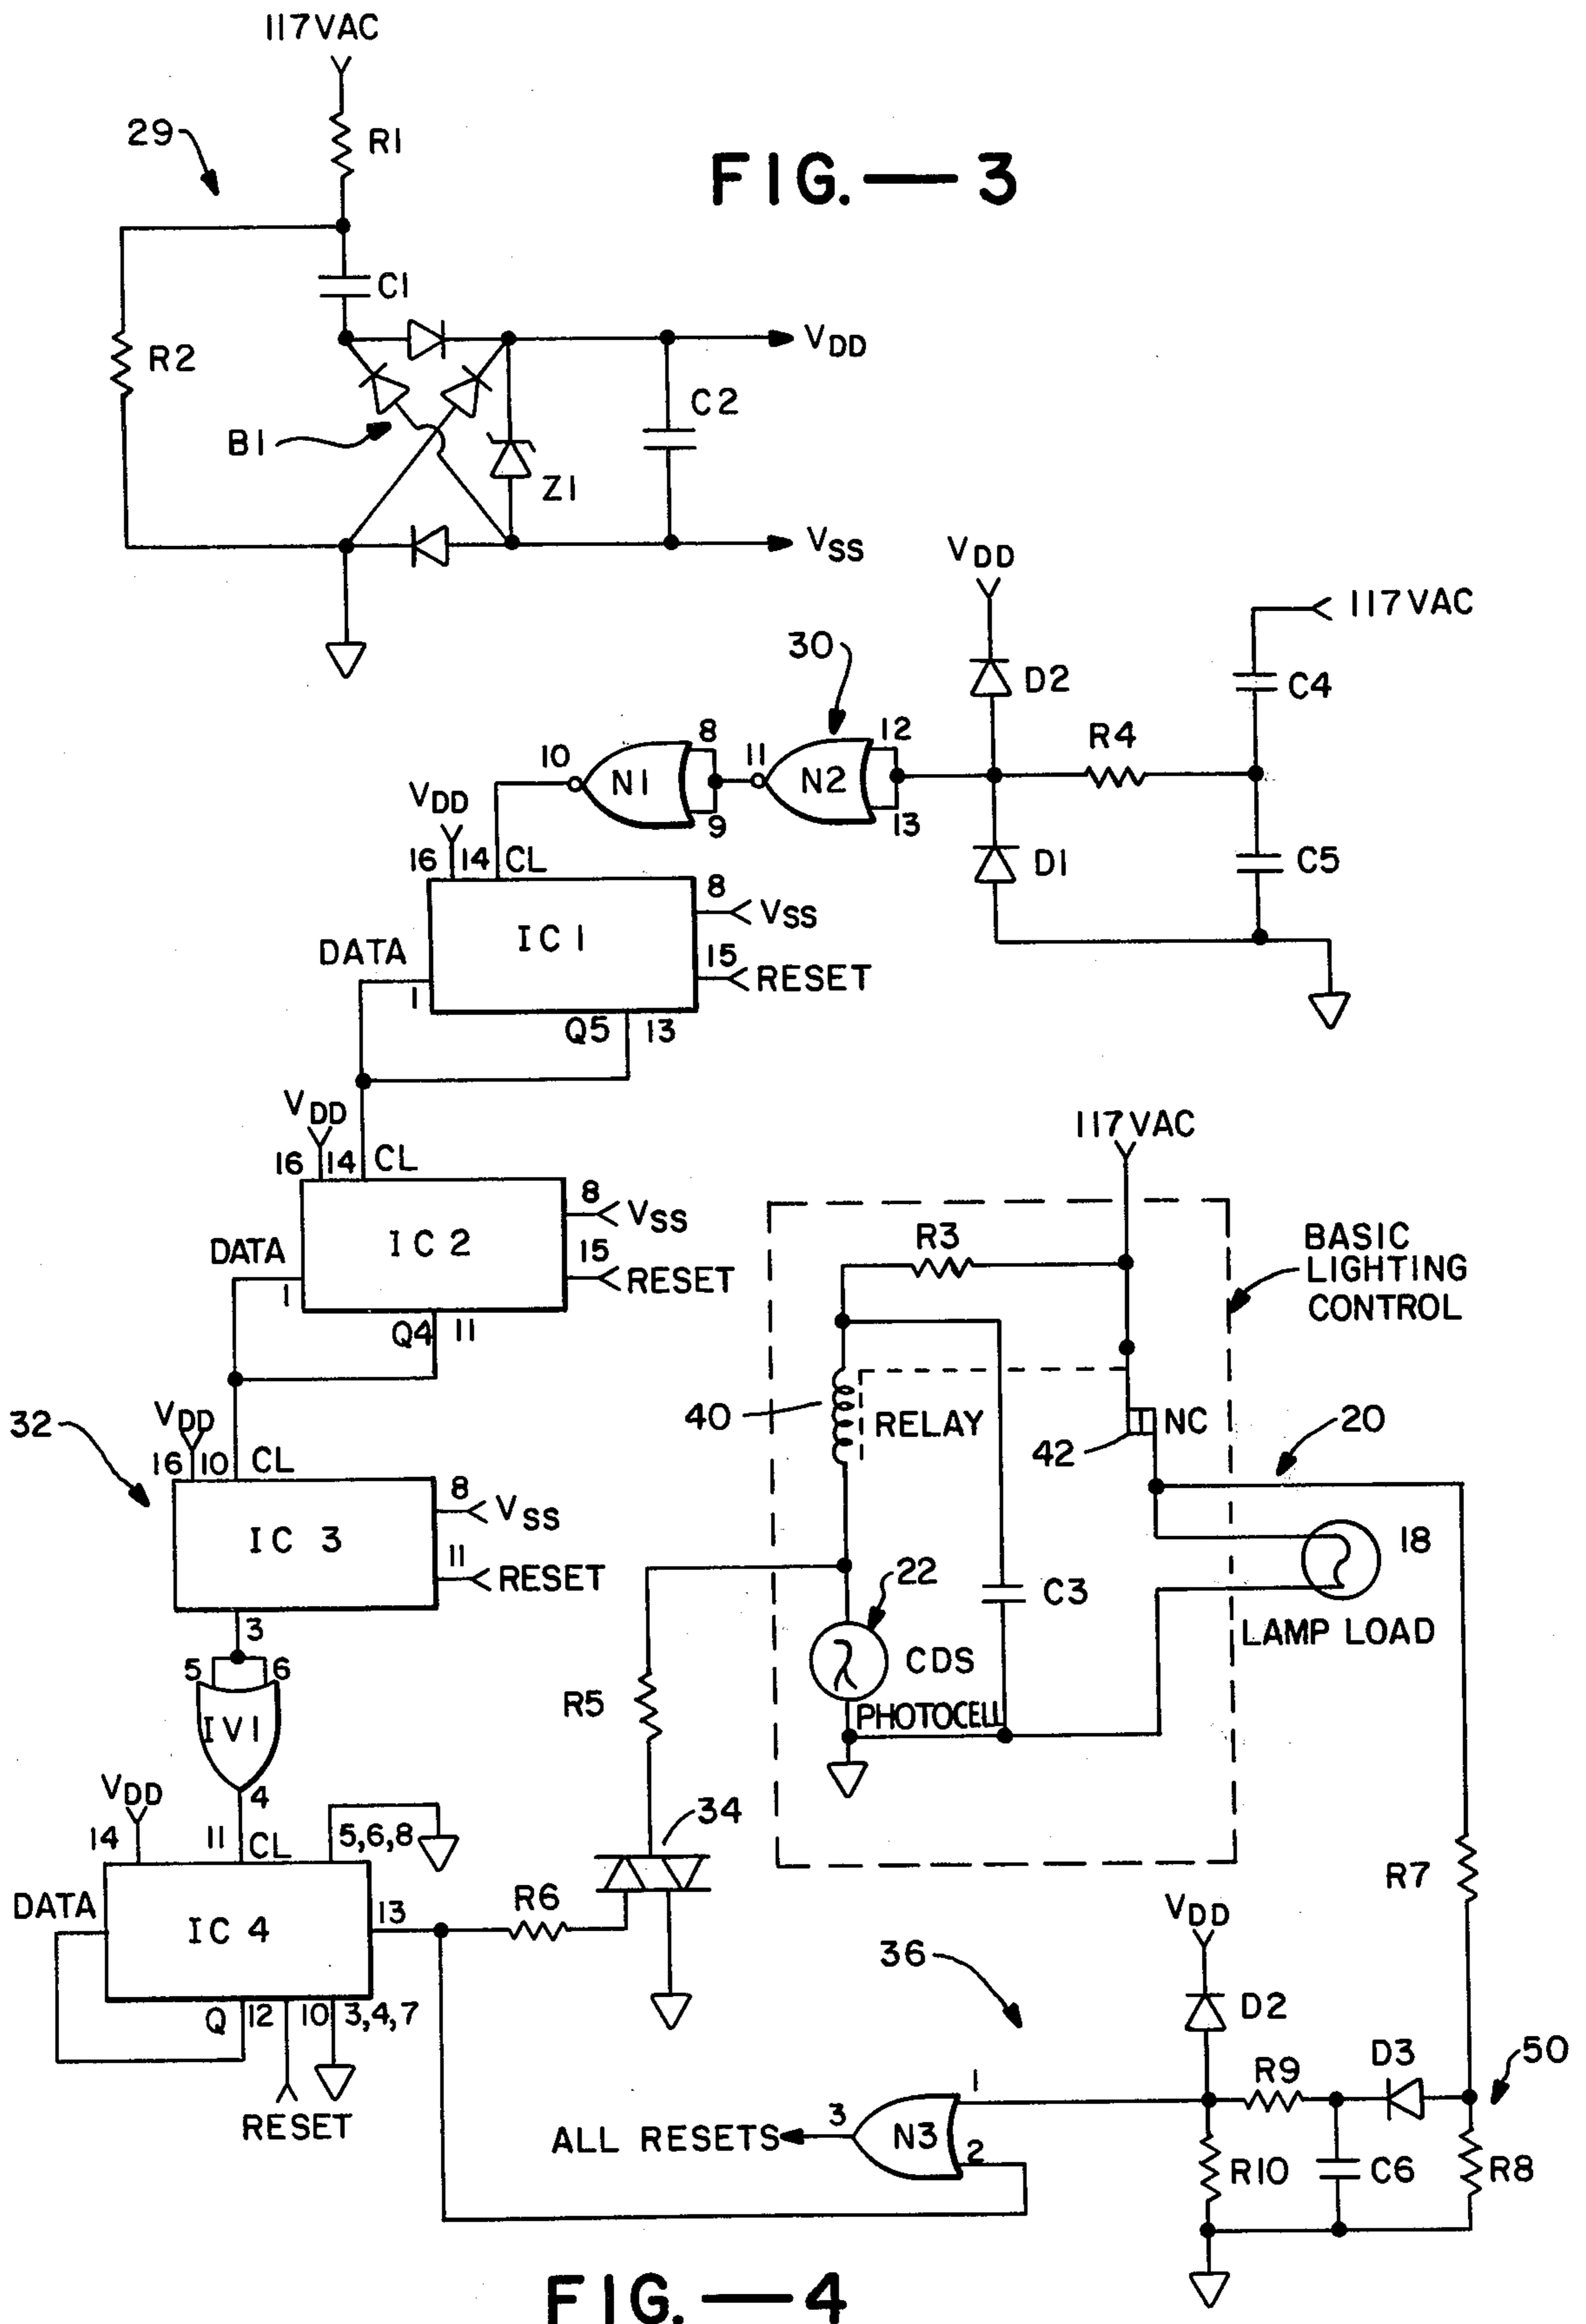 117VAC
29
R1
FIG.—3
C1
R2
VDD
C2
B1
Z1
VSS
VDD
117VAC
30
D2
C4
12
R4
10
8
11
N1
N2
9
13
VDD
16 14 CL
D1
C5
8
VSS
IC1
DATA
15
RESET
1
Q5 13
VDD
117VAC
16 14 CL
8
VSS
R3
BASIC
LIGHTING
CONTROL
IC2
DATA
15
RESET
1
Q4 11
32
VDD
40
RELAY
NC
20
42
16 10 CL
8
VSS
IC 3
18
11
RESET
22
C3
3
LAMP LOAD
5 6
CDS
R5
IV1
PHOTOCELL
VDD
4
34
14
11 CL
5,6,8
R7
R6
DATA
13
IC 4
VDD
36
Q 12 10 3,4,7
D2
D3
50
1
R9
RESET
3
ALL RESETS
N3
2
R10
C6
R8
FIG.—4